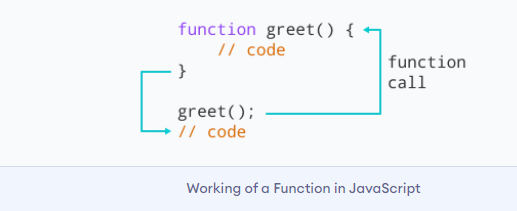 function greet() {
// code
}
function
call
greet();
// code
Working of a Function in JavaScript